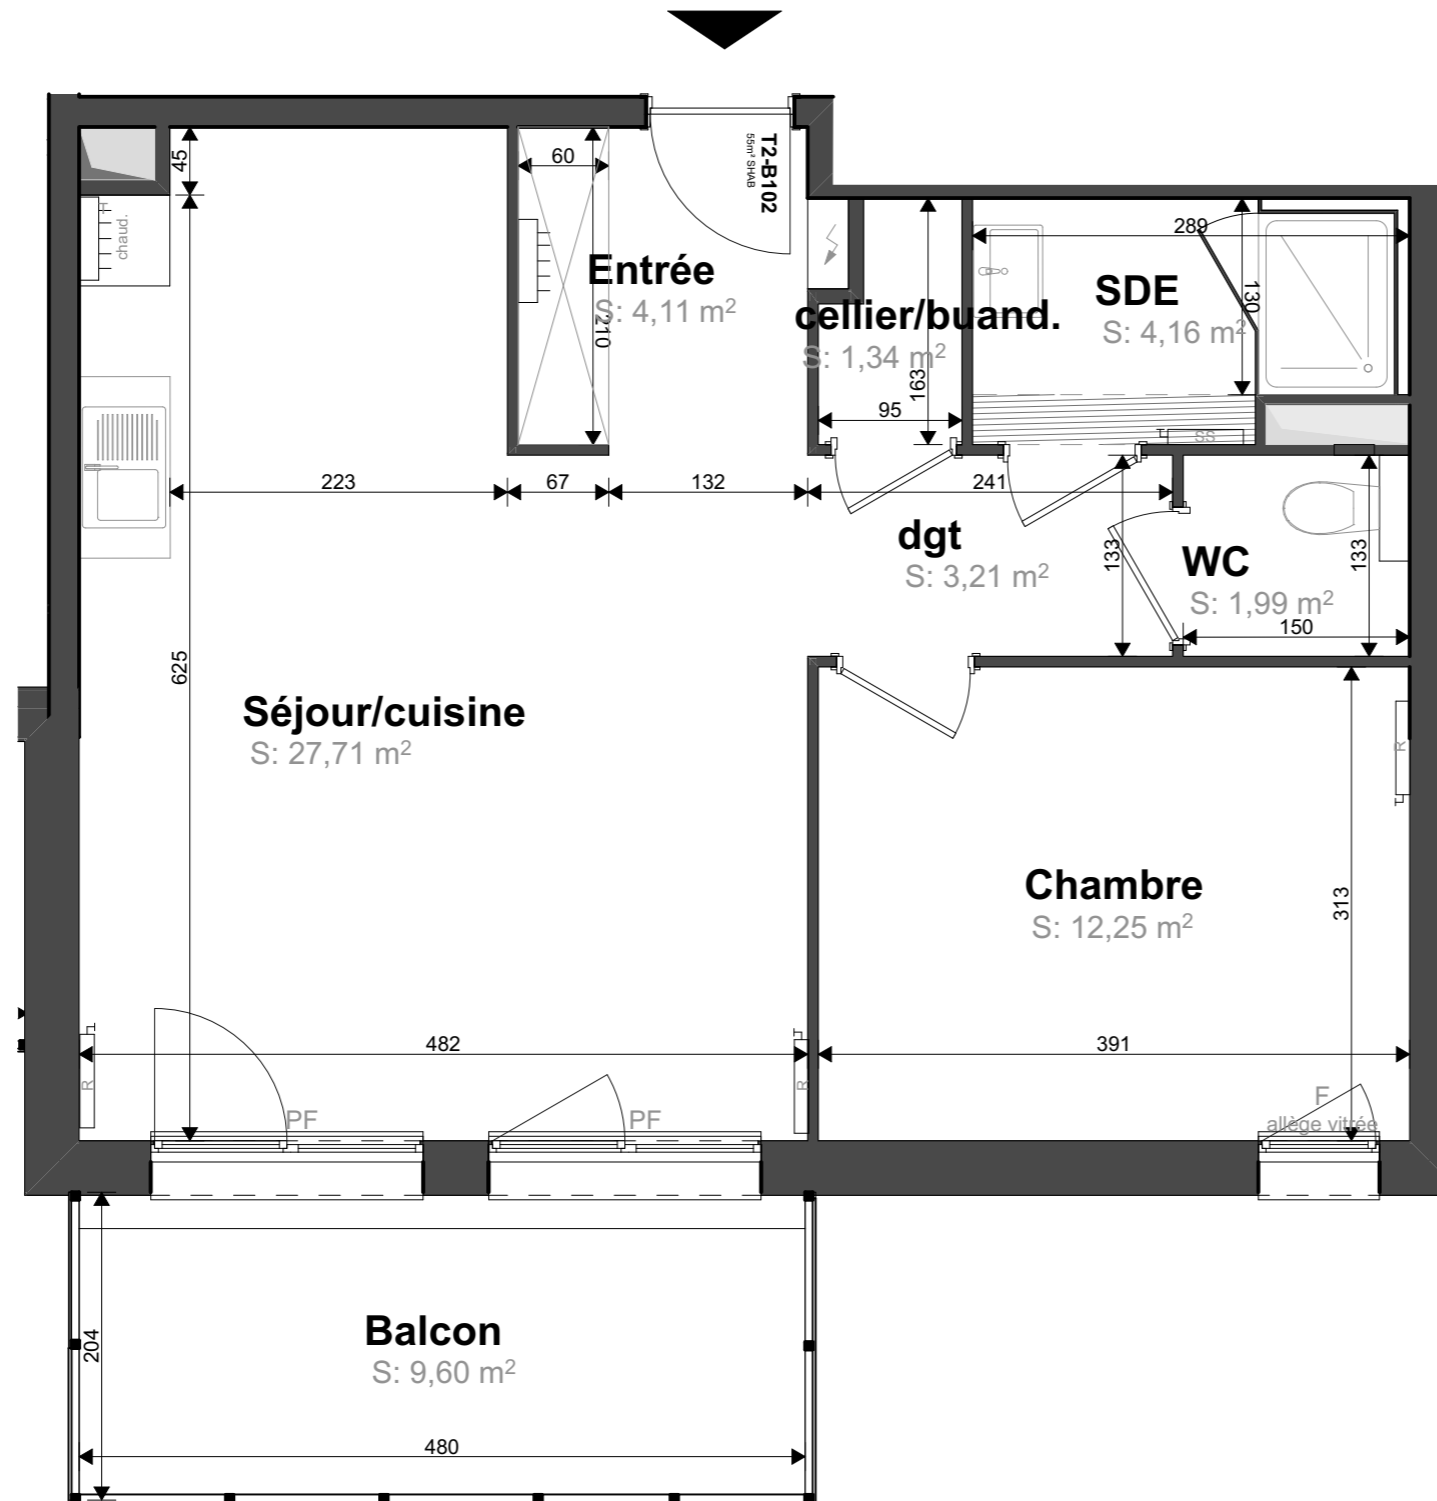 T2-B102
55m² SHAB
45
60
chaud.
Entrée
S: 4,11 m²
210
289
SDE
S: 4,16 m²
130
cellier/buand.
S: 1,34 m²
163
95
SS
223
67
132
241
dgt
S: 3,21 m²
133
WC
S: 1,99 m²
133
150
625
Séjour/cuisine
S: 27,71 m²
R
Chambre
S: 12,25 m²
313
482
391
R
R
PF
PF
F
allège vitrée
Balcon
S: 9,60 m²
204
480